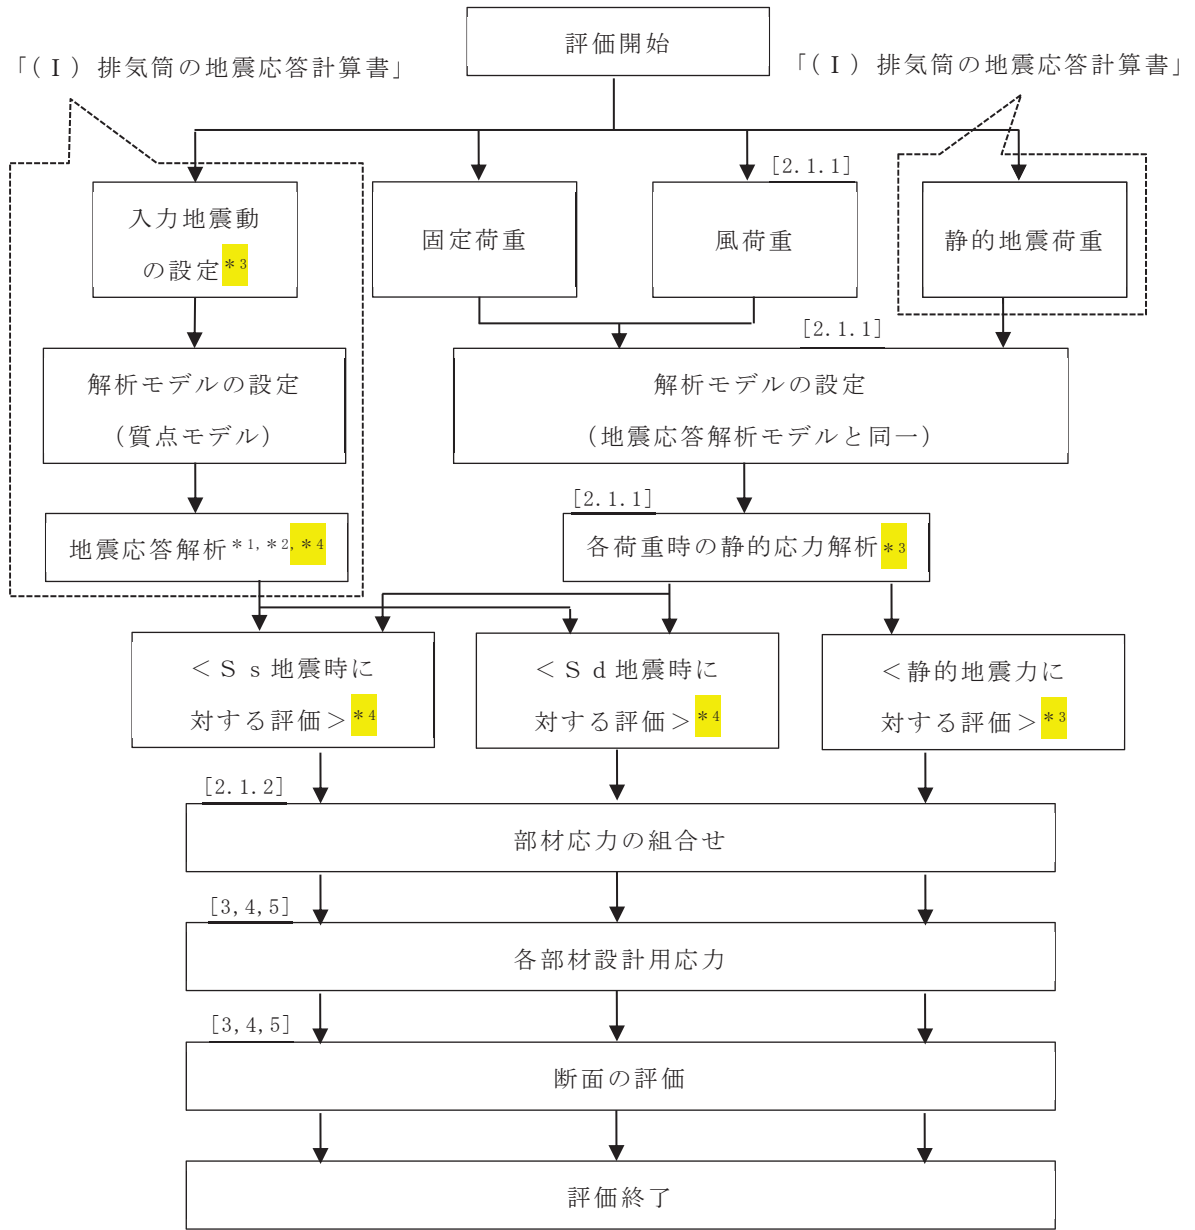 評価開始
「(Ⅰ) 排気筒の地震応答計算書」
「(Ⅰ) 排気筒の地震応答計算書」
[2.1.1]
入力地震動
の設定*3
固定荷重
風荷重
静的地震荷重
[2.1.1]
解析モデルの設定
(質点モデル)
解析モデルの設定
(地震応答解析モデルと同一)
[2.1.1]
地震応答解析*1,*2,*4
各荷重時の静的応力解析*3
<Ss地震時に
対する評価>*4
<Sd地震時に
対する評価>*4
<静的地震力に
対する評価>*3
[2.1.2]
部材応力の組合せ
[3,4,5]
各部材設計用応力
[3,4,5]
断面の評価
評価終了